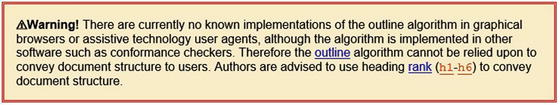 ⚠Warning! There are currently no known implementations of the outline algorithm in graphical
browsers or assistive technology user agents, although the algorithm is implemented in other
software such as conformance checkers. Therefore the outline algorithm cannot be relied upon to
convey document structure to users. Authors are advised to use heading rank (h1-h6) to convey
document structure.